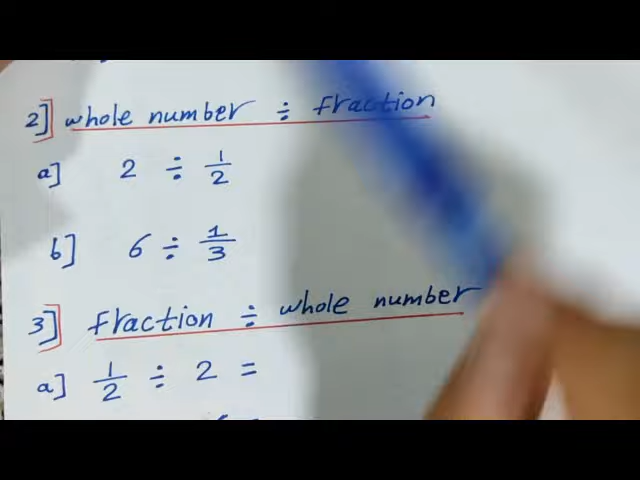 2] whole number ÷ fraction
a] 2 ÷ 1/2
b] 6 ÷ 1/3
3] fraction ÷ whole number
a] 1/2 ÷ 2 =